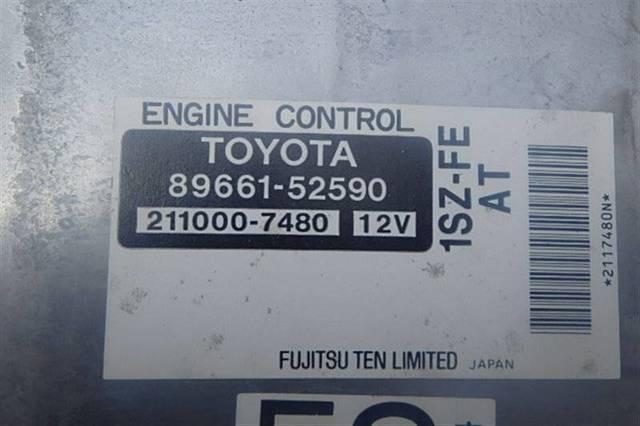 ENGINE CONTROL
TOYOTA
89661-52590
211000-7480 12V
1SZ-FE
AT
*2117480N*
FUJITSU TEN LIMITED JAPAN